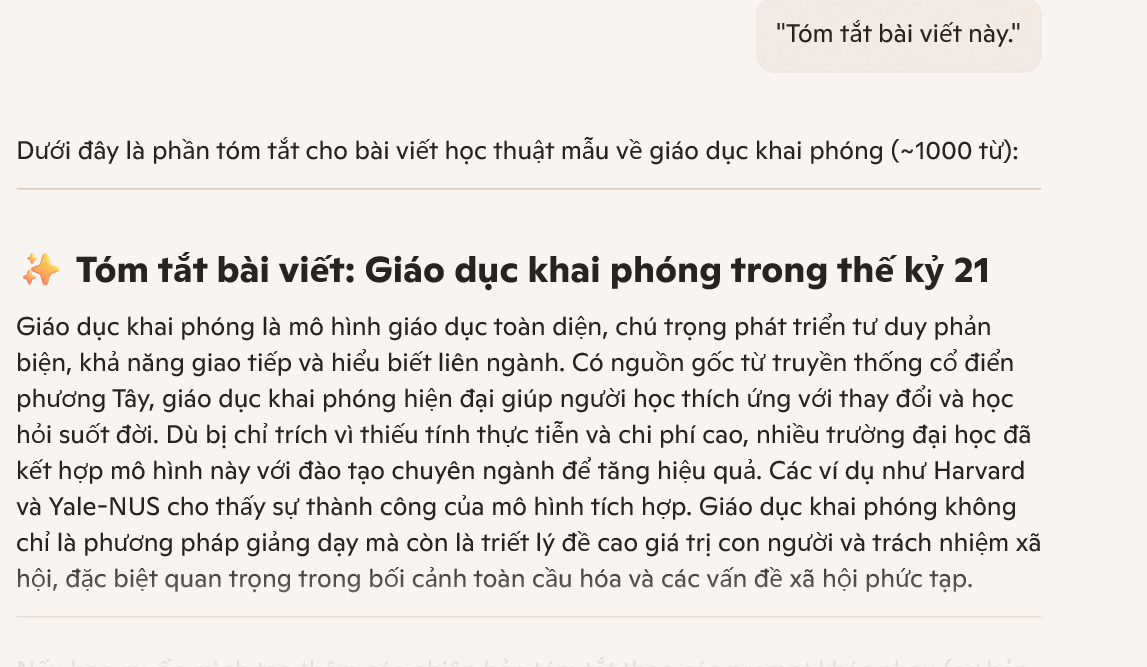 "Tóm tắt bài viết này."
Dưới đây là phần tóm tắt cho bài viết học thuật mẫu về giáo dục khai phóng (~1000 từ):
✨ Tóm tắt bài viết: Giáo dục khai phóng trong thế kỷ 21
Giáo dục khai phóng là mô hình giáo dục toàn diện, chú trọng phát triển tư duy phản
biện, khả năng giao tiếp và hiểu biết liên ngành. Có nguồn gốc từ truyền thống cổ điển
phương Tây, giáo dục khai phóng hiện đại giúp người học thích ứng với thay đổi và học
hỏi suốt đời. Dù bị chỉ trích vì thiếu tính thực tiễn và chi phí cao, nhiều trường đại học đã
kết hợp mô hình này với đào tạo chuyên ngành để tăng hiệu quả. Các ví dụ như Harvard
và Yale-NUS cho thấy sự thành công của mô hình tích hợp. Giáo dục khai phóng không
chỉ là phương pháp giảng dạy mà còn là triết lý đề cao giá trị con người và trách nhiệm xã
hội, đặc biệt quan trọng trong bối cảnh toàn cầu hóa và các vấn đề xã hội phức tạp.